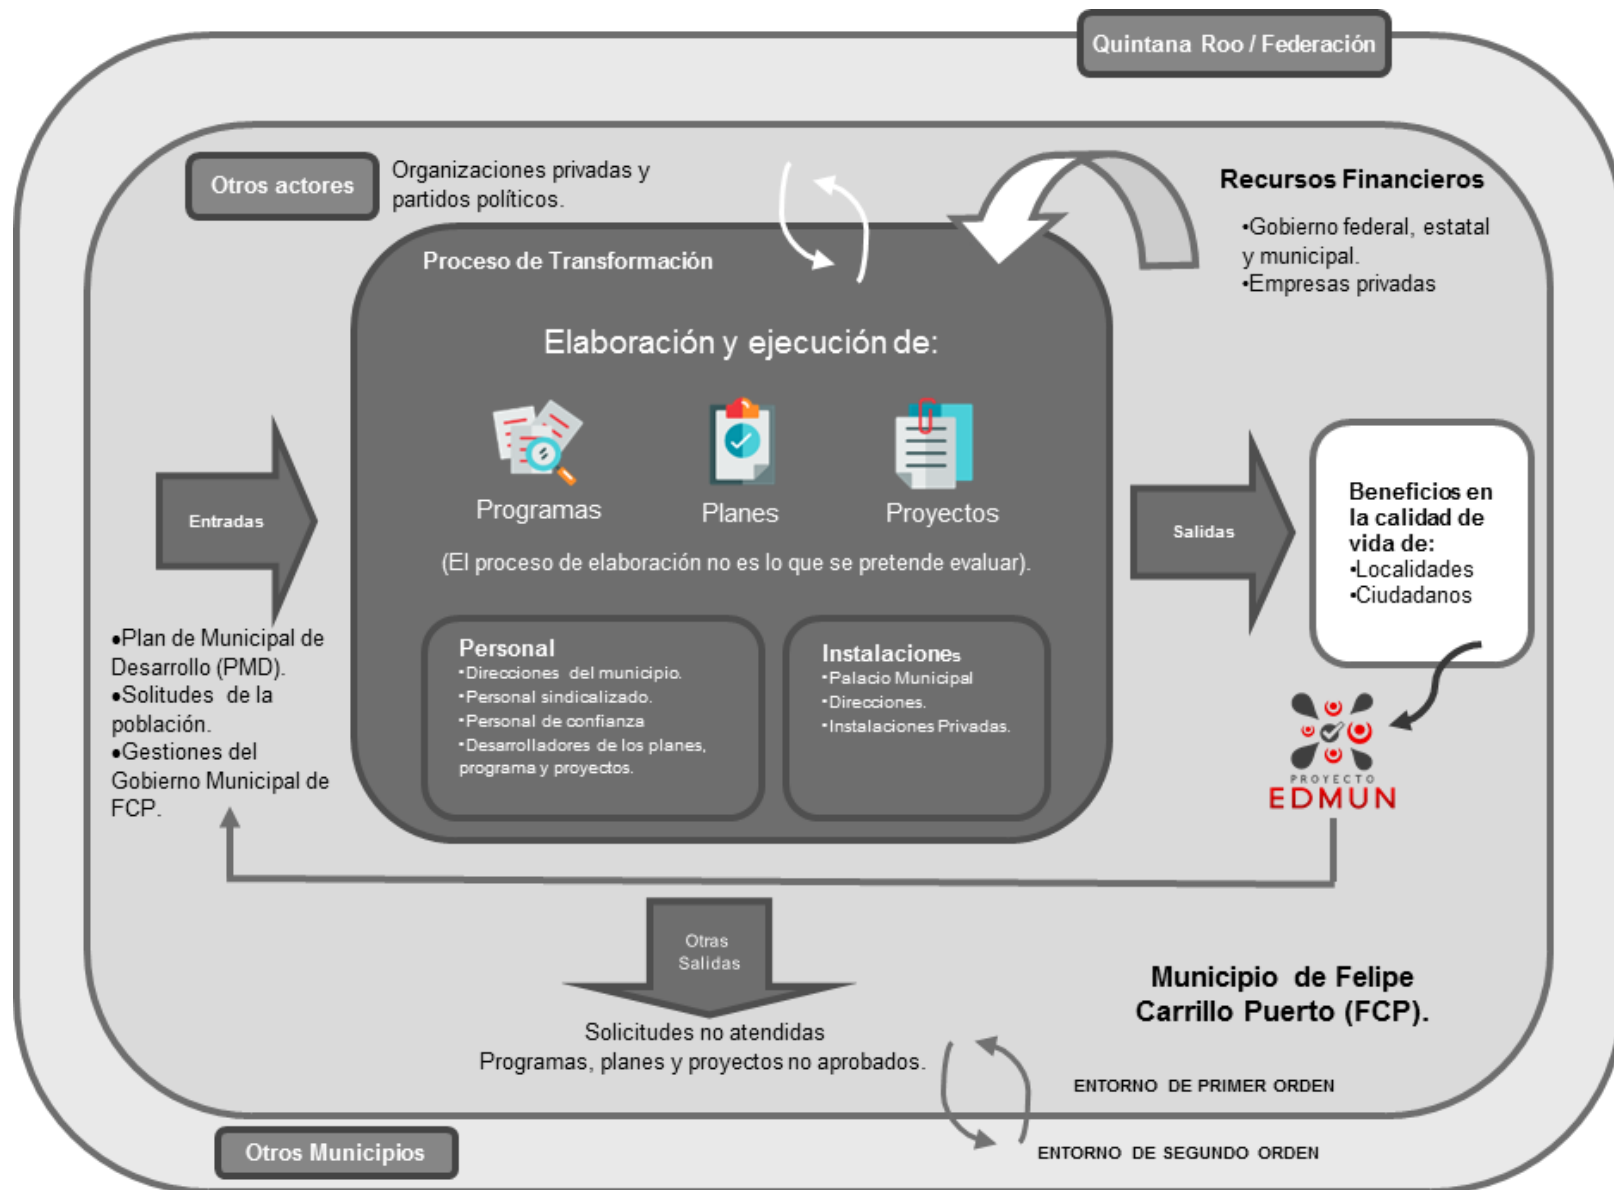 Quintana Roo / Federación
Otros actores
Organizaciones privadas y
partidos políticos.
Recursos Financieros
•Gobierno federal, estatal
y municipal.
•Empresas privadas
Proceso de Transformación
Elaboración y ejecución de:
Programas
Planes
Proyectos
(El proceso de elaboración no es lo que se pretende evaluar).
Personal
•Direcciones del municipio.
•Personal sindicalizado.
•Personal de confianza
•Desarrolladores de los planes,
programa y proyectos.
Instalaciones
•Palacio Municipal
•Direcciones.
•Instalaciones Privadas.
Entradas
•Plan de Municipal de
Desarrollo (PMD).
•Solitudes de la
población.
•Gestiones del
Gobierno Municipal de
FCP.
Salidas
Beneficios en
la calidad de
vida de:
•Localidades
•Ciudadanos
PROYECTO
EDMUN
Otras
Salidas
Solicitudes no atendidas
Programas, planes y proyectos no aprobados.
Municipio de Felipe
Carrillo Puerto (FCP).
ENTORNO DE PRIMER ORDEN
ENTORNO DE SEGUNDO ORDEN
Otros Municipios